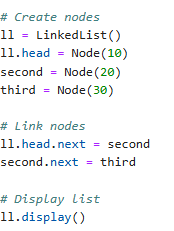 # Create nodes
ll = LinkedList()
ll.head = Node(10)
second = Node(20)
third = Node(30)

# Link nodes
ll.head.next = second
second.next = third

# Display list
ll.display()